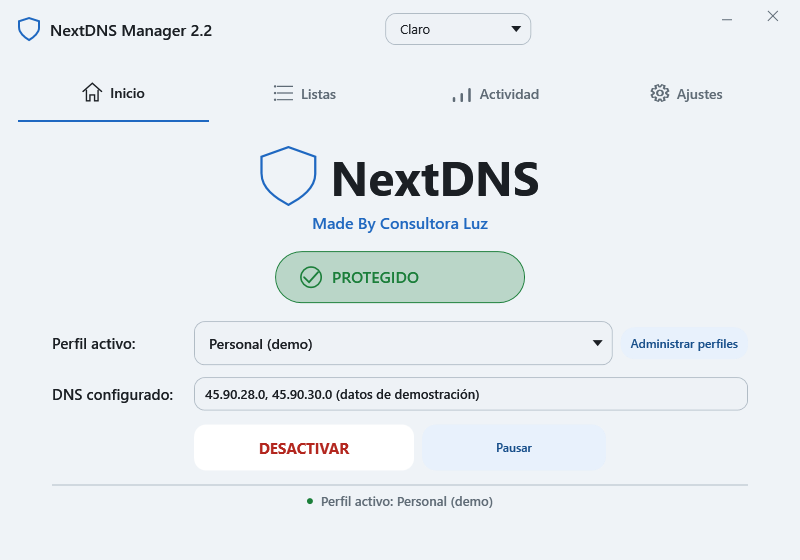 NextDNS Manager 2.2
Claro
Inicio
Listas
Actividad
Ajustes
NextDNS
Made By Consultora Luz
PROTEGIDO
Perfil activo:
Personal (demo)
Administrar perfiles
DNS configurado:
45.90.28.0, 45.90.30.0 (datos de demostración)
DESACTIVAR
Pausar
Perfil activo: Personal (demo)